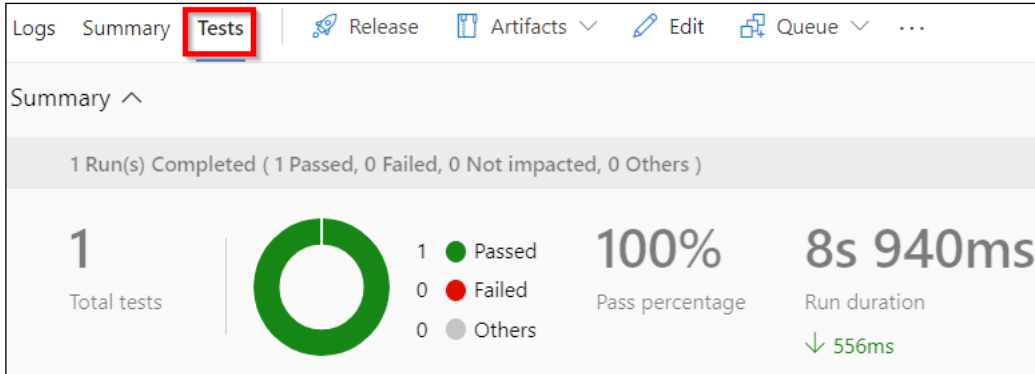 Logs Summary Tests Release Artifacts Edit Queue ...
Summary
1 Run(s) Completed ( 1 Passed, 0 Failed, 0 Not impacted, 0 Others )
1
Total tests
1 Passed
0 Failed
0 Others
100%
Pass percentage
8s 940ms
Run duration
556ms